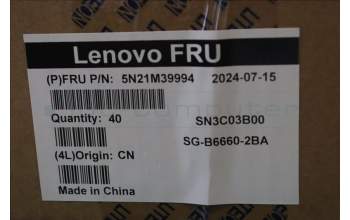 Lenovo FRU
(P)FRU P/N: 5N21M39994 2024-07-15
Quantity: 40 SN3C03B00
SG-B6660-2BA
(4L)Origin: CN
Made in China